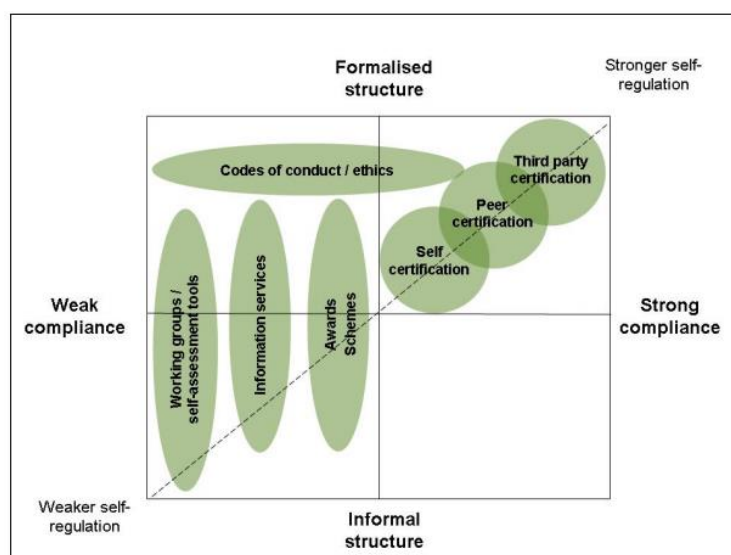 Formalised
structure
Stronger self-
regulation
Codes of conduct / ethics
Third party
certification
Peer
certification
Self
certification
Working groups /
self-assessment tools
Information services
Awards
Schemes
Weak
compliance
Strong
compliance
Weaker self-
regulation
Informal
structure